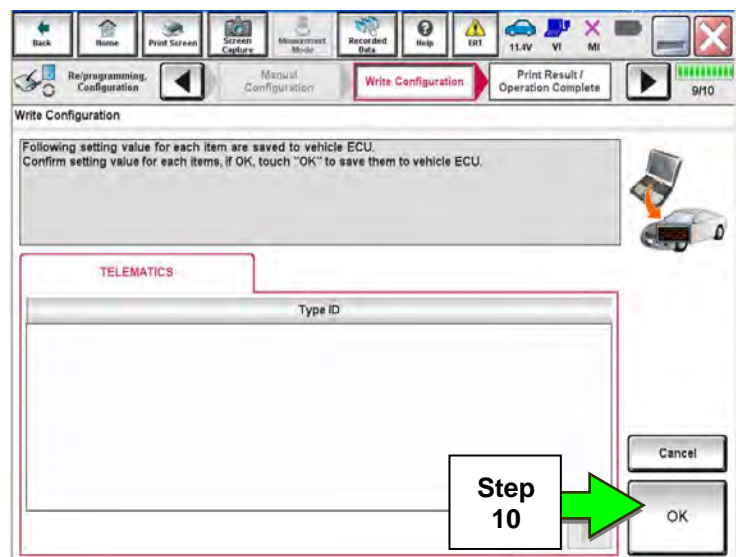 Back
Home
Print Screen
Screen
Capture
Measurement
Mode
Recorded
Data
Help
ERT
11.4V
VI
MI
Re/programming,
Configuration
Manual
Configuration
Write Configuration
Print Result /
Operation Complete
9/10
Write Configuration
Following setting value for each item are saved to vehicle ECU.
Confirm setting value for each items, if OK, touch "OK" to save them to vehicle ECU.
TELEMATICS
Type ID
Cancel
Step
10
OK